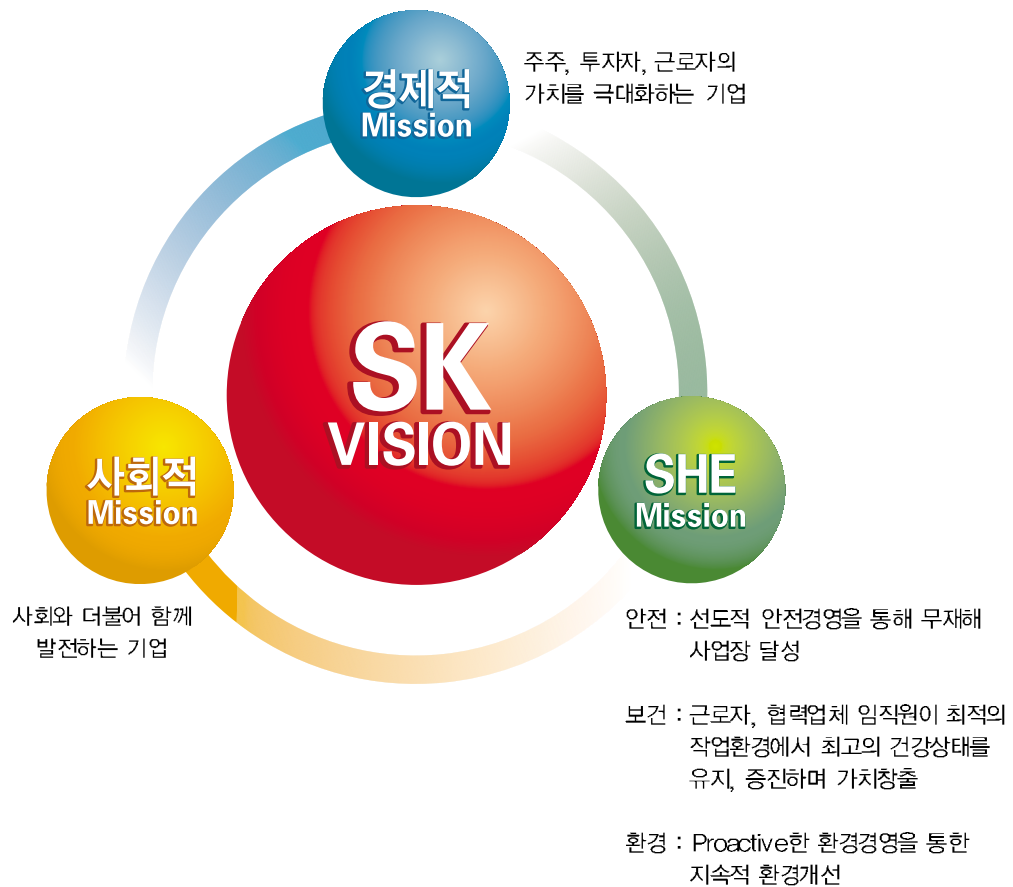 경제적
Mission
주주, 투자자, 근로자의
가치를 극대화하는 기업
SK
VISION
사회적
Mission
사회와 더불어 함께
발전하는 기업
SHE
Mission
안전 : 선도적 안전경영을 통해 무재해
사업장 달성
보건 : 근로자, 협력업체 임직원이 최적의
작업환경에서 최고의 건강상태를
유지, 증진하며 가치창출
환경 : Proactive한 환경경영을 통한
지속적 환경개선